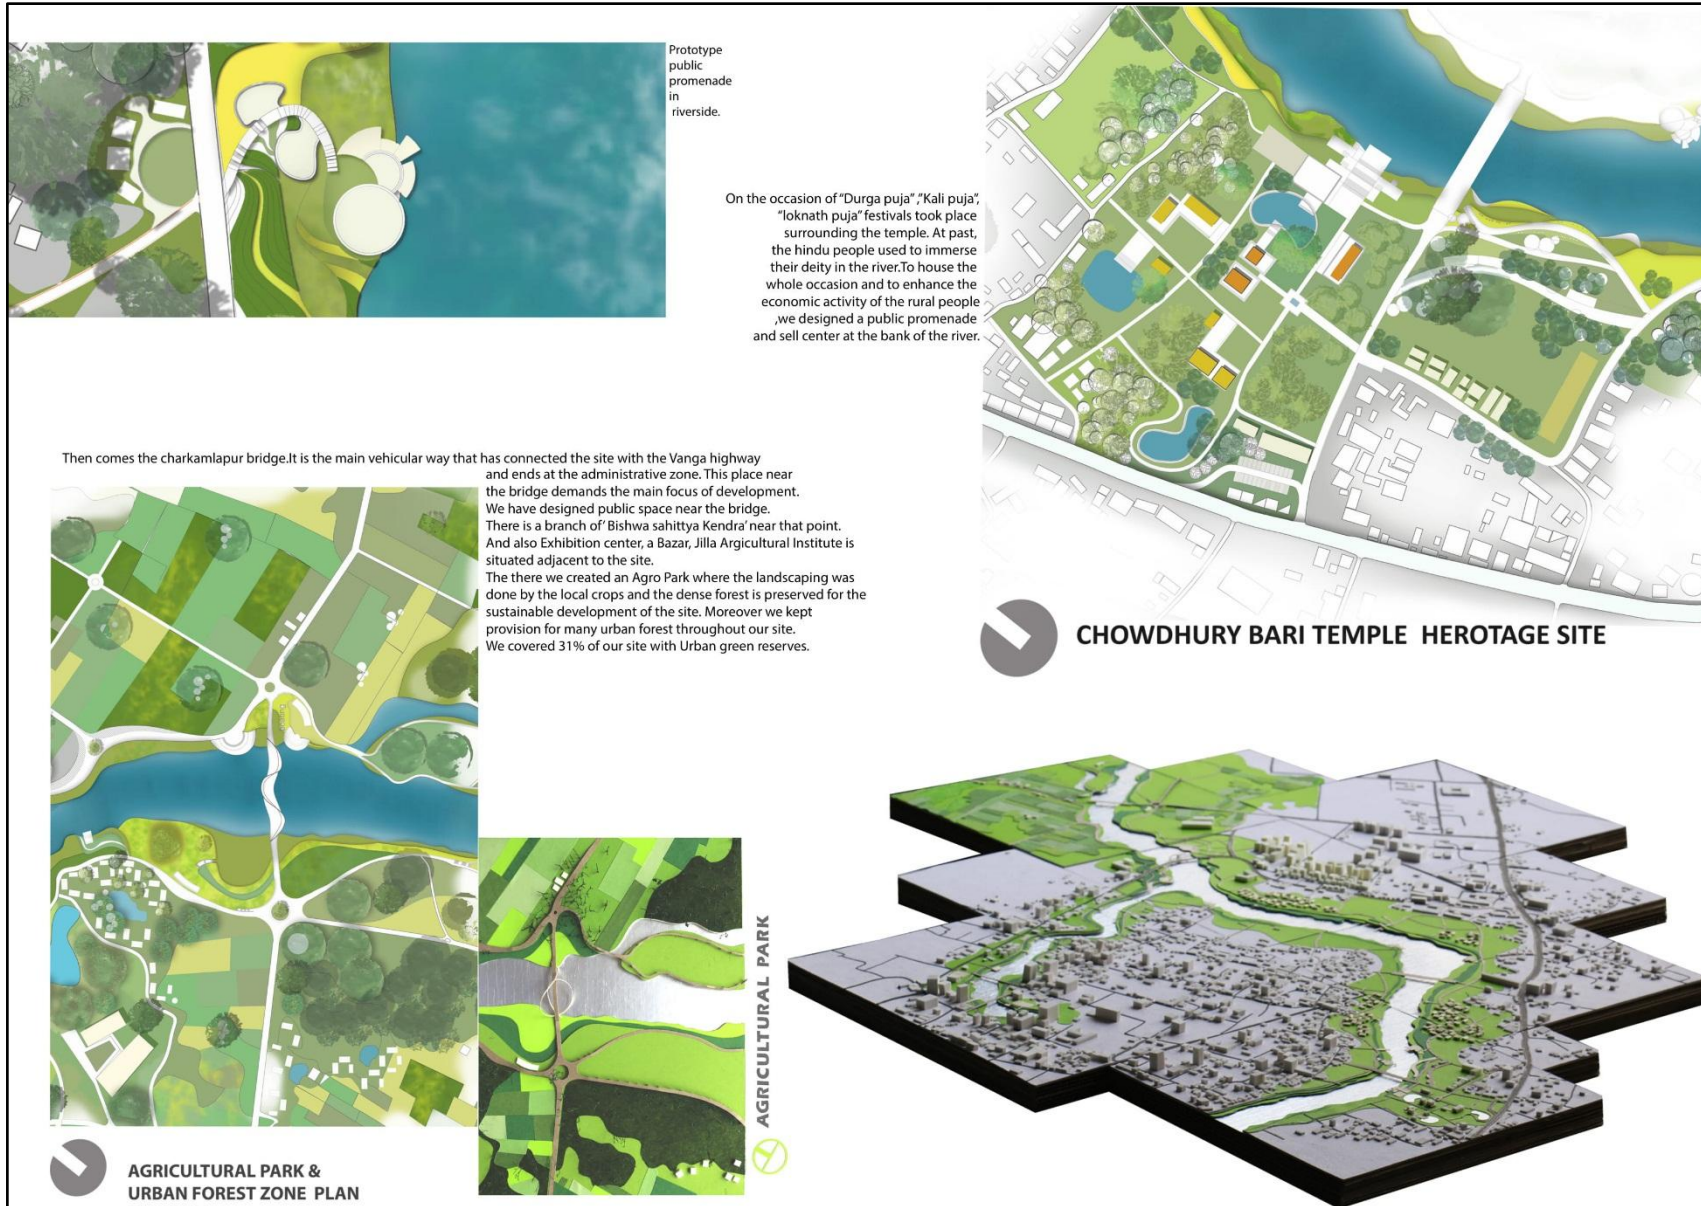 Prototype
public
promenade
in
riverside.
On the occasion of "Durga puja" ,"Kali puja",
"loknath puja" festivals took place
surrounding the temple. At past,
the hindu people used to immerse
their deity in the river.To house the
whole occasion and to enhance the
economic activity of the rural people
,we designed a public promenade
and sell center at the bank of the river.
CHOWDHURY BARI TEMPLE HEROTAGE SITE
Then comes the charkamlapur bridge.It is the main vehicular way that has connected the site with the Vanga highway
and ends at the administrative zone. This place near
the bridge demands the main focus of development.
We have designed public space near the bridge.
There is a branch of' Bishwa sahittya Kendra' near that point.
And also Exhibition center, a Bazar, Jilla Argicultural Institute is
situated adjacent to the site.
The there we created an Agro Park where the landscaping was
done by the local crops and the dense forest is preserved for the
sustainable development of the site. Moreover we kept
provision for many urban forest throughout our site.
We covered 31% of our site with Urban green reserves.
AGRICULTURAL PARK &
URBAN FOREST ZONE PLAN
AGRICULTURAL PARK